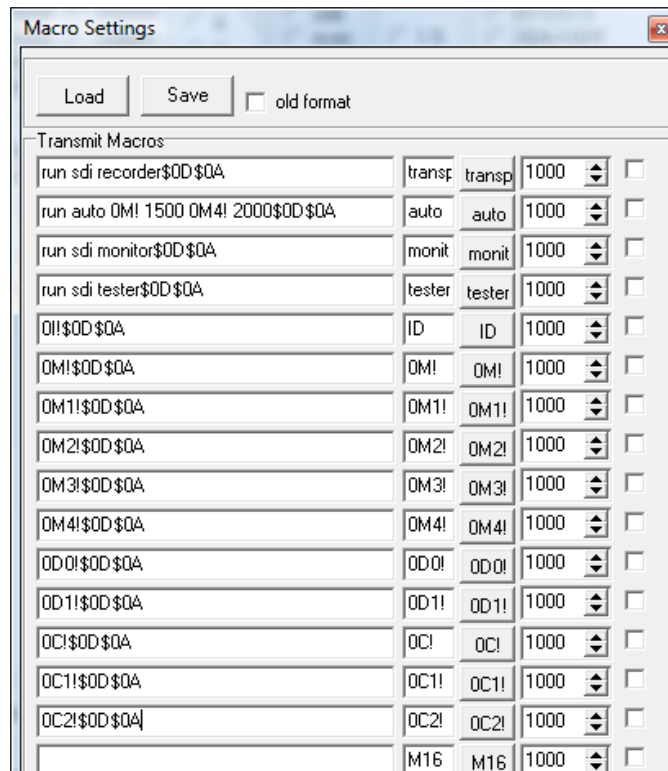 Macro Settings
Load Save old format
Transmit Macros
run sdi recorder$0D$0A transp transp 1000
run auto 0M! 1500 0M4! 2000$0D$0A auto auto 1000
run sdi monitor$0D$0A monit monit 1000
run sdi tester$0D$0A tester tester 1000
0I!$0D$0A ID ID 1000
0M!$0D$0A 0M! 0M! 1000
0M1!$0D$0A 0M1! 0M1! 1000
0M2!$0D$0A 0M2! 0M2! 1000
0M3!$0D$0A 0M3! 0M3! 1000
0M4!$0D$0A 0M4! 0M4! 1000
0D0!$0D$0A 0D0! 0D0! 1000
0D1!$0D$0A 0D1! 0D1! 1000
0C!$0D$0A 0C! 0C! 1000
0C1!$0D$0A 0C1! 0C1! 1000
0C2!$0D$0A 0C2! 0C2! 1000
M16 M16 1000